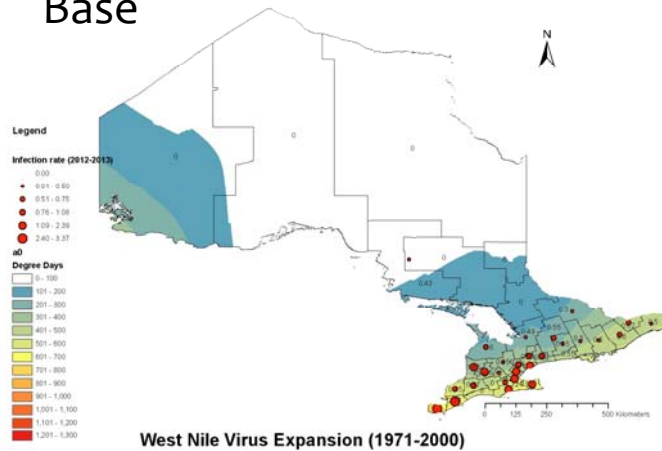 Base
N
Legend
Infection rate (2012-2013)
0.00
0.01 - 0.50
0.51 - 0.75
0.76 - 1.08
1.09 - 2.39
2.40 - 3.37
a0
Degree Days
0 - 100
101 - 200
201 - 300
301 - 400
401 - 500
501 - 600
601 - 700
701 - 800
801 - 900
901 - 1,000
1,001 - 1,100
1,101 - 1,200
1,201 - 1,300
0
0
0
0
0.43
0
0.55
0 125 250 500 Kilometers
West Nile Virus Expansion (1971-2000)